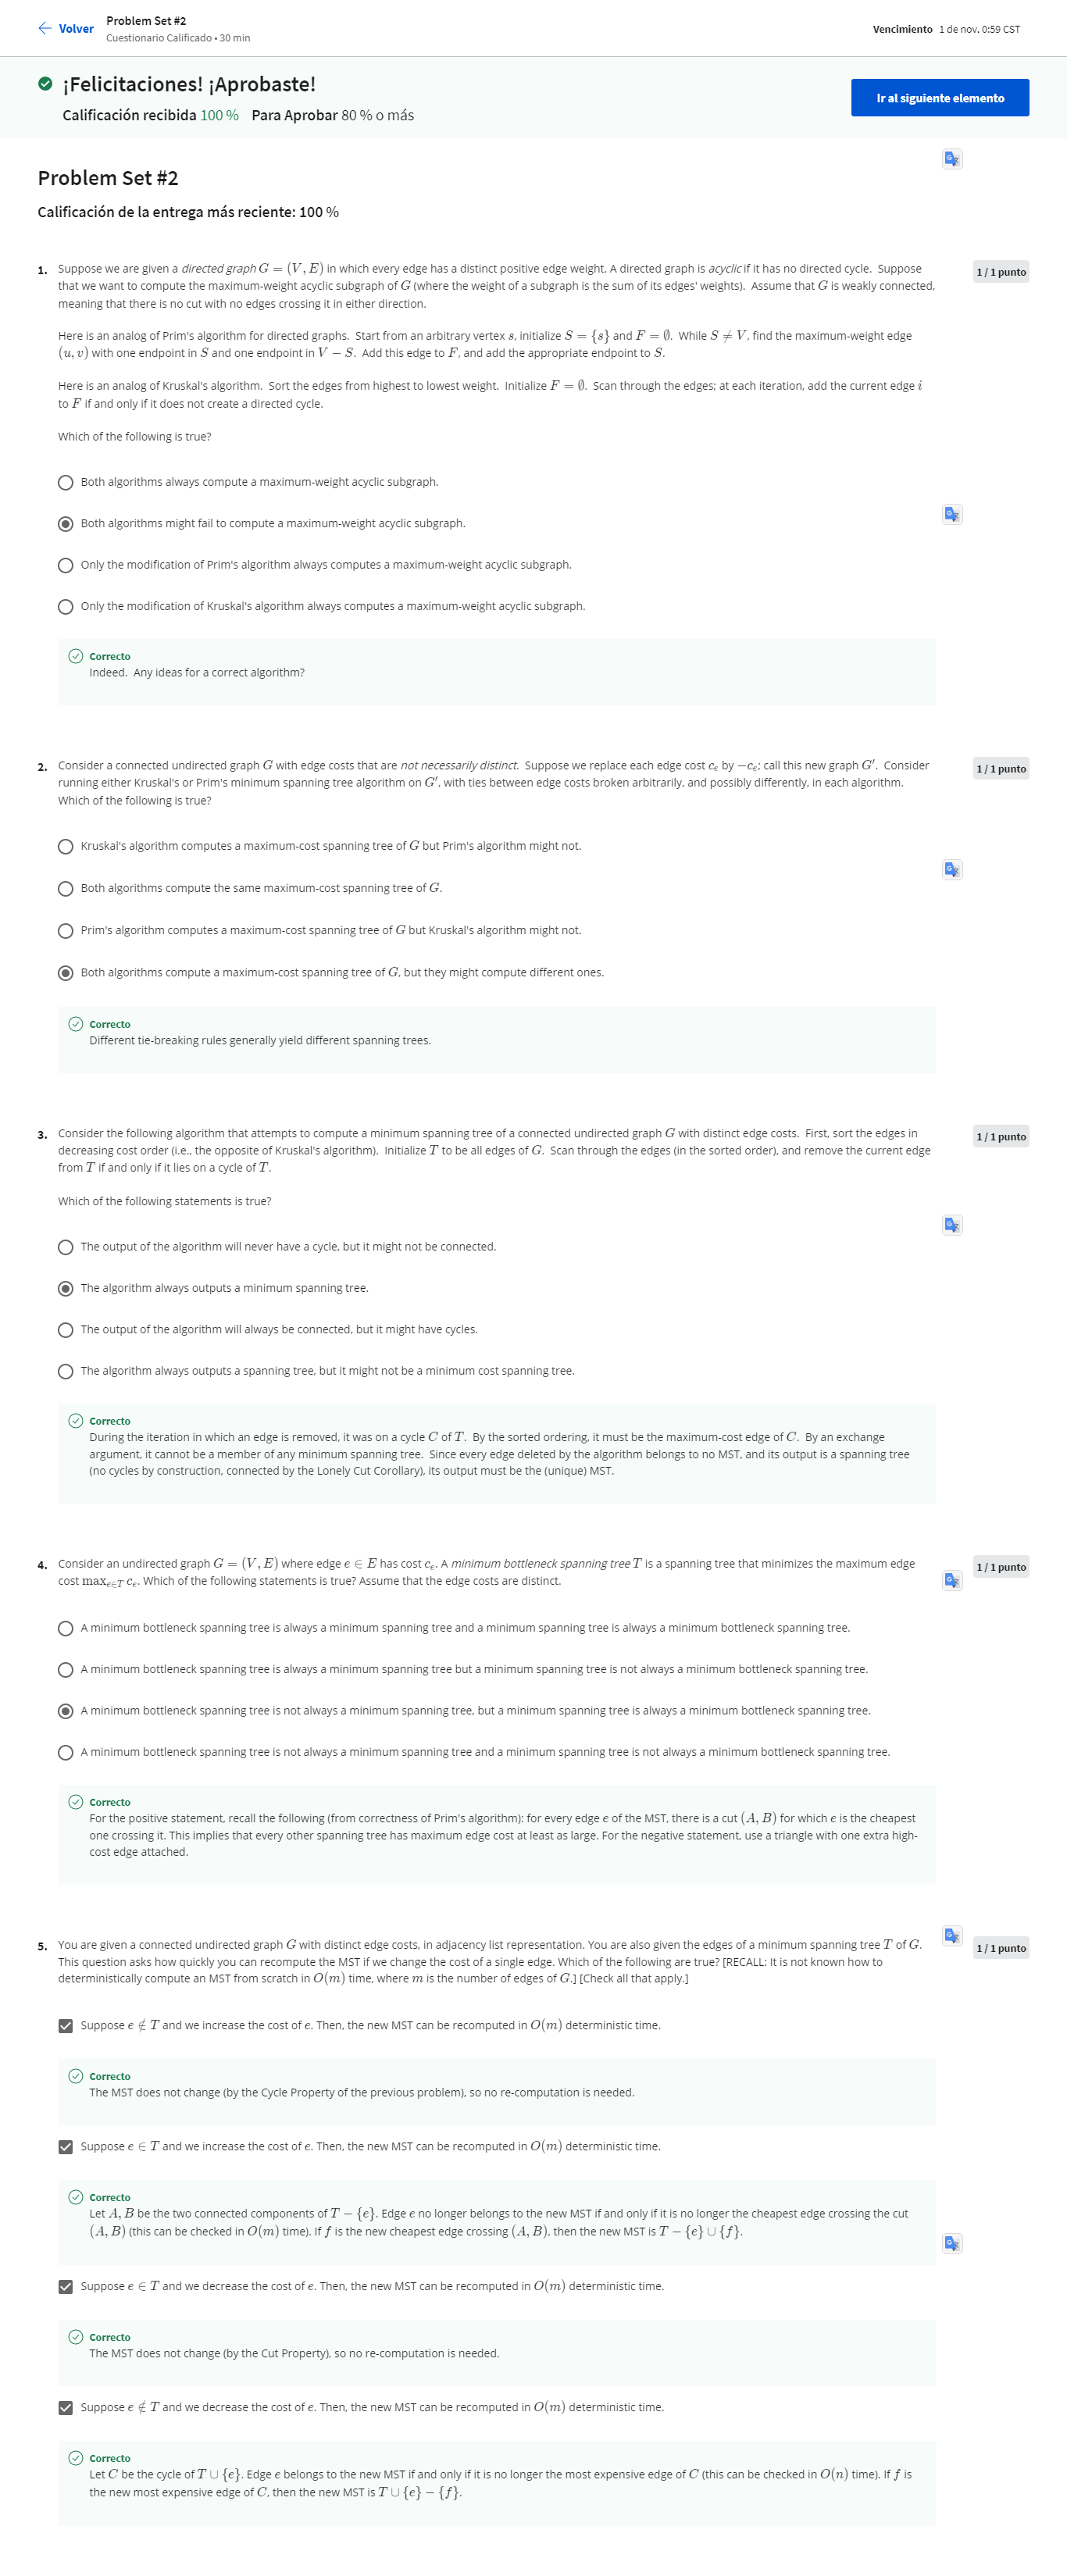 Volver
Problem Set #2
Cuestionario Calificado • 30 min
Vencimiento 1 de nov. 0:59 CST
¡Felicitaciones! ¡Aprobaste!
Calificación recibida 100 % Para Aprobar 80 % o más
Ir al siguiente elemento
Problem Set #2
Calificación de la entrega más reciente: 100 %
1. Suppose we are given a directed graph G = (V, E) in which every edge has a distinct positive edge weight. A directed graph is acyclic if it has no directed cycle. Suppose
1 / 1 punto
that we want to compute the maximum-weight acyclic subgraph of G (where the weight of a subgraph is the sum of its edges' weights). Assume that G is weakly connected,
meaning that there is no cut with no edges crossing it in either direction.
Here is an analog of Prim's algorithm for directed graphs. Start from an arbitrary vertex s, initialize S = {s} and F = ∅. While S ≠ V, find the maximum-weight edge
(u, v) with one endpoint in S and one endpoint in V − S. Add this edge to F, and add the appropriate endpoint to S.
Here is an analog of Kruskal's algorithm. Sort the edges from highest to lowest weight. Initialize F = ∅. Scan through the edges; at each iteration, add the current edge i
to F if and only if it does not create a directed cycle.
Which of the following is true?
Both algorithms always compute a maximum-weight acyclic subgraph.
Both algorithms might fail to compute a maximum-weight acyclic subgraph.
Only the modification of Prim's algorithm always computes a maximum-weight acyclic subgraph.
Only the modification of Kruskal's algorithm always computes a maximum-weight acyclic subgraph.
Correcto
Indeed. Any ideas for a correct algorithm?
2. Consider a connected undirected graph G with edge costs that are not necessarily distinct. Suppose we replace each edge cost cₑ by −cₑ; call this new graph G′. Consider
1 / 1 punto
running either Kruskal's or Prim's minimum spanning tree algorithm on G′, with ties between edge costs broken arbitrarily, and possibly differently, in each algorithm.
Which of the following is true?
Kruskal's algorithm computes a maximum-cost spanning tree of G but Prim's algorithm might not.
Both algorithms compute the same maximum-cost spanning tree of G.
Prim's algorithm computes a maximum-cost spanning tree of G but Kruskal's algorithm might not.
Both algorithms compute a maximum-cost spanning tree of G, but they might compute different ones.
Correcto
Different tie-breaking rules generally yield different spanning trees.
3. Consider the following algorithm that attempts to compute a minimum spanning tree of a connected undirected graph G with distinct edge costs. First, sort the edges in
1 / 1 punto
decreasing cost order (i.e., the opposite of Kruskal's algorithm). Initialize T to be all edges of G. Scan through the edges (in the sorted order), and remove the current edge
from T if and only if it lies on a cycle of T.
Which of the following statements is true?
The output of the algorithm will never have a cycle, but it might not be connected.
The algorithm always outputs a minimum spanning tree.
The output of the algorithm will always be connected, but it might have cycles.
The algorithm always outputs a spanning tree, but it might not be a minimum cost spanning tree.
Correcto
During the iteration in which an edge is removed, it was on a cycle C of T. By the sorted ordering, it must be the maximum-cost edge of C. By an exchange
argument, it cannot be a member of any minimum spanning tree. Since every edge deleted by the algorithm belongs to no MST, and its output is a spanning tree
(no cycles by construction, connected by the Lonely Cut Corollary), its output must be the (unique) MST.
4. Consider an undirected graph G = (V, E) where edge e ∈ E has cost cₑ. A minimum bottleneck spanning tree T is a spanning tree that minimizes the maximum edge
1 / 1 punto
cost max_{e∈T} cₑ. Which of the following statements is true? Assume that the edge costs are distinct.
A minimum bottleneck spanning tree is always a minimum spanning tree and a minimum spanning tree is always a minimum bottleneck spanning tree.
A minimum bottleneck spanning tree is always a minimum spanning tree but a minimum spanning tree is not always a minimum bottleneck spanning tree.
A minimum bottleneck spanning tree is not always a minimum spanning tree, but a minimum spanning tree is always a minimum bottleneck spanning tree.
A minimum bottleneck spanning tree is not always a minimum spanning tree and a minimum spanning tree is not always a minimum bottleneck spanning tree.
Correcto
For the positive statement, recall the following (from correctness of Prim's algorithm): for every edge e of the MST, there is a cut (A, B) for which e is the cheapest
one crossing it. This implies that every other spanning tree has maximum edge cost at least as large. For the negative statement, use a triangle with one extra high-
cost edge attached.
5. You are given a connected undirected graph G with distinct edge costs, in adjacency list representation. You are also given the edges of a minimum spanning tree T of G.
1 / 1 punto
This question asks how quickly you can recompute the MST if we change the cost of a single edge. Which of the following are true? [RECALL: It is not known how to
deterministically compute an MST from scratch in O(m) time, where m is the number of edges of G.] [Check all that apply.]
Suppose e ∉ T and we increase the cost of e. Then, the new MST can be recomputed in O(m) deterministic time.
Correcto
The MST does not change (by the Cycle Property of the previous problem), so no re-computation is needed.
Suppose e ∈ T and we increase the cost of e. Then, the new MST can be recomputed in O(m) deterministic time.
Correcto
Let A, B be the two connected components of T − {e}. Edge e no longer belongs to the new MST if and only if it is no longer the cheapest edge crossing the cut
(A, B) (this can be checked in O(m) time). If f is the new cheapest edge crossing (A, B), then the new MST is T − {e} ∪ {f}.
Suppose e ∈ T and we decrease the cost of e. Then, the new MST can be recomputed in O(m) deterministic time.
Correcto
The MST does not change (by the Cut Property), so no re-computation is needed.
Suppose e ∉ T and we decrease the cost of e. Then, the new MST can be recomputed in O(m) deterministic time.
Correcto
Let C be the cycle of T ∪ {e}. Edge e belongs to the new MST if and only if it is no longer the most expensive edge of C (this can be checked in O(n) time). If f is
the new most expensive edge of C, then the new MST is T ∪ {e} − {f}.